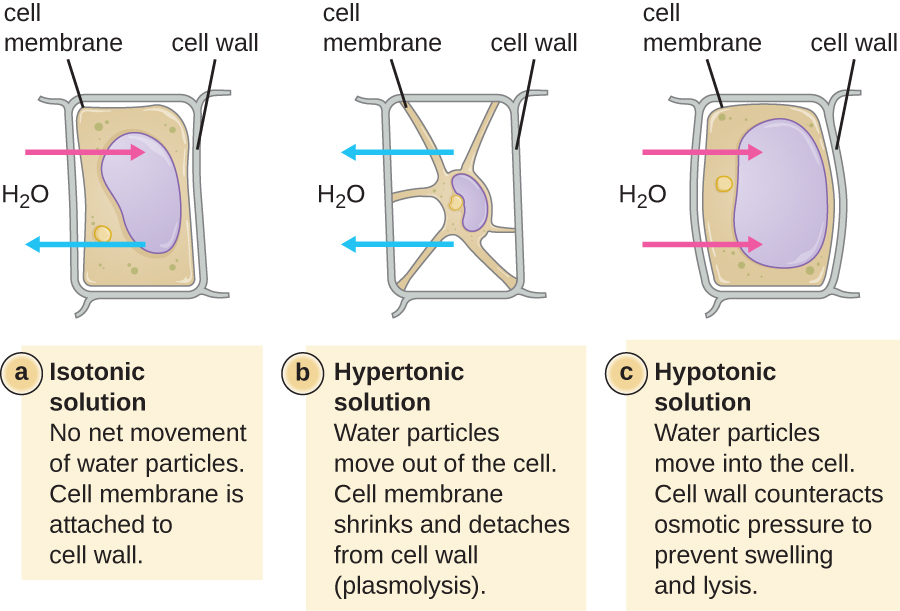 cell
membrane
cell wall
H₂O
cell
membrane
cell wall
H₂O
cell
membrane
cell wall
H₂O
a
Isotonic
solution
No net movement
of water particles.
Cell membrane is
attached to
cell wall.
b
Hypertonic
solution
Water particles
move out of the cell.
Cell membrane
shrinks and detaches
from cell wall
(plasmolysis).
c
Hypotonic
solution
Water particles
move into the cell.
Cell wall counteracts
osmotic pressure to
prevent swelling
and lysis.